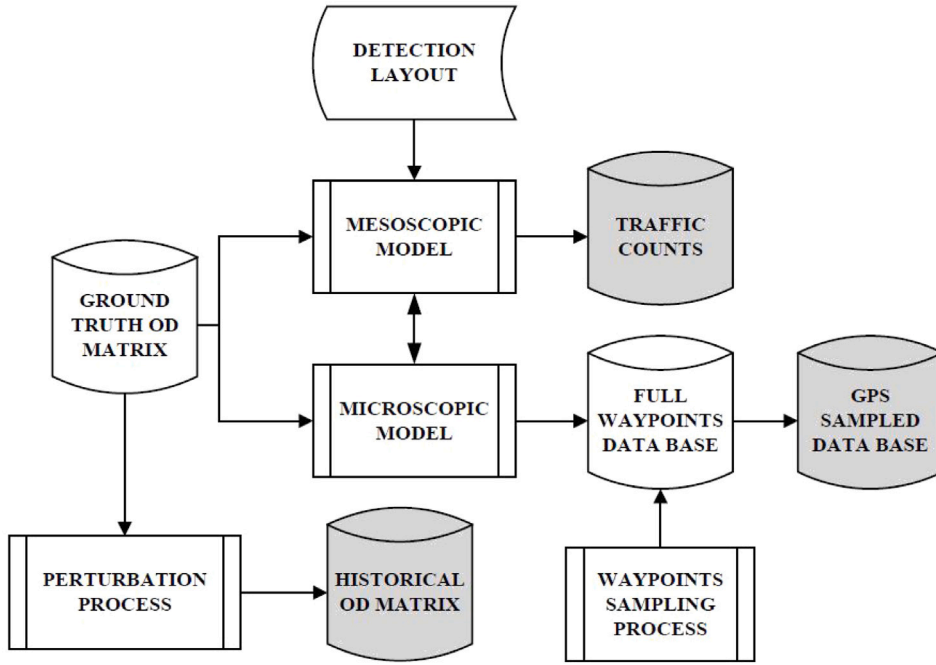 DETECTION
LAYOUT
MESOSCOPIC
MODEL
TRAFFIC
COUNTS
GROUND
TRUTH OD
MATRIX
MICROSCOPIC
MODEL
FULL
WAYPOINTS
DATA BASE
GPS
SAMPLED
DATA BASE
PERTURBATION
PROCESS
HISTORICAL
OD MATRIX
WAYPOINTS
SAMPLING
PROCESS